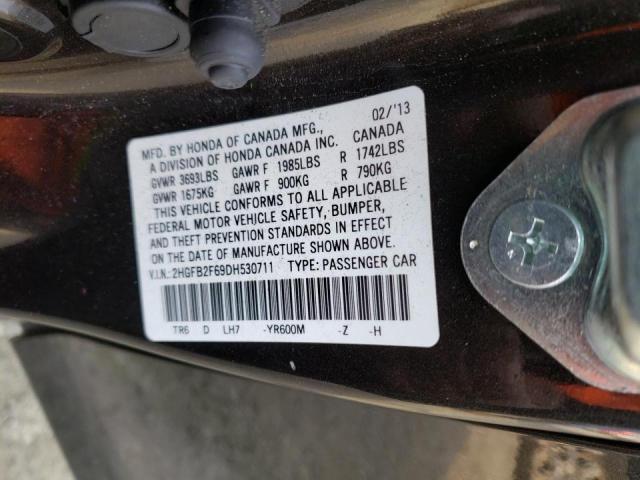 02/'13
MFD. BY HONDA OF CANADA MFG., CANADA
A DIVISION OF HONDA CANADA INC.
GVWR 3693LBS GAWR F 1985LBS R 1742LBS
GVWR 1675KG GAWR F 900KG R 790KG
THIS VEHICLE CONFORMS TO ALL APPLICABLE
FEDERAL MOTOR VEHICLE SAFETY, BUMPER,
AND THEFT PREVENTION STANDARDS IN EFFECT
ON THE DATE OF MANUFACTURE SHOWN ABOVE.
V.I.N.: 2HGFB2F69DH530711 TYPE: PASSENGER CAR
TR6 D LH7 -YR600M -Z -H